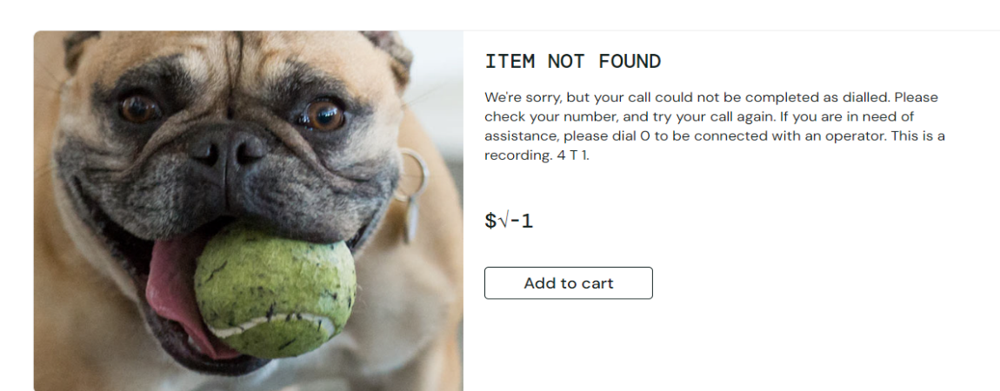 ITEM NOT FOUND
We're sorry, but your call could not be completed as dialled. Please
check your number, and try your call again. If you are in need of
assistance, please dial 0 to be connected with an operator. This is a
recording. 4 T 1.
$√-1
Add to cart